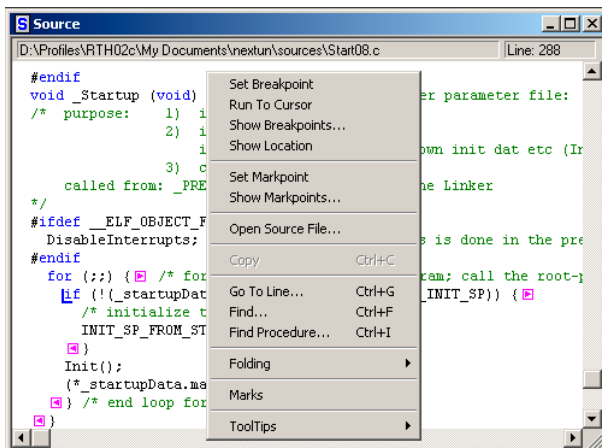 Source
D:\Profiles\RTH02c\My Documents\nextun\sources\Start08.c Line: 288
#endif
void _Startup (void) er parameter file:
/* purpose: 1) i
2) i
i own init dat etc (Ir
3) c
called from: _PRE he Linker
*/
#ifdef __ELF_OBJECT_F
DisableInterrupts; s is done in the pre
#endif
for (;;) { /* for ram; call the root-p
if (!(_startupDat _INIT_SP)) {
/* initialize t
INIT_SP_FROM_ST
}
Init();
(*_startupData.ma
} /* end loop for
}
Set Breakpoint
Run To Cursor
Show Breakpoints...
Show Location
Set Markpoint
Show Markpoints...
Open Source File...
Copy Ctrl+C
Go To Line... Ctrl+G
Find... Ctrl+F
Find Procedure... Ctrl+I
Folding
Marks
ToolTips